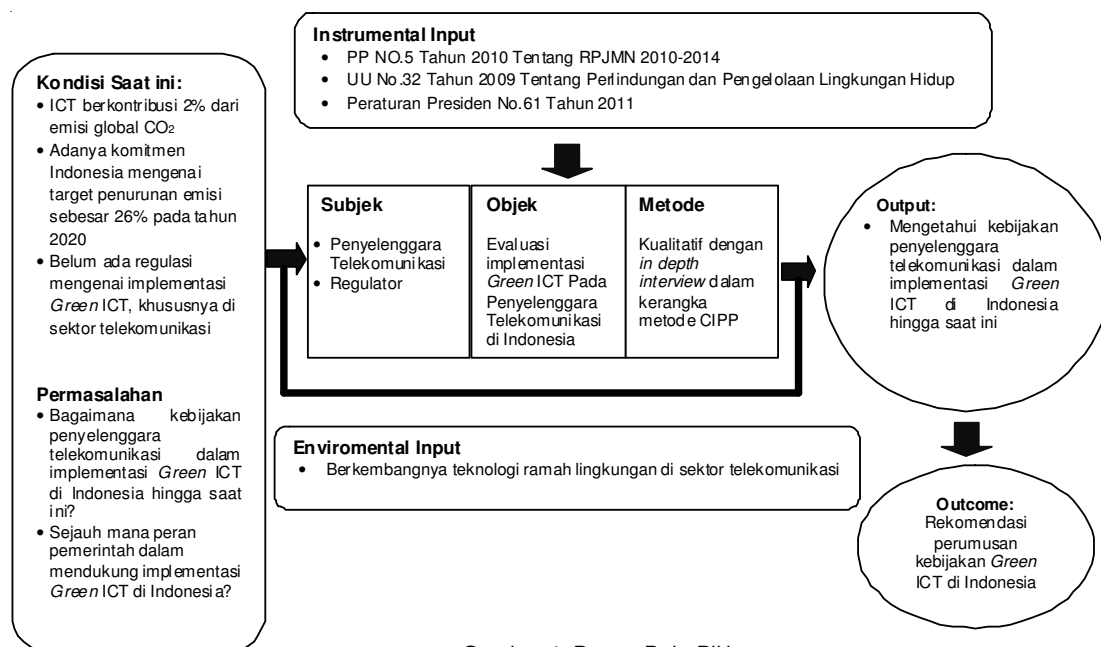 Instrumental Input
• PP NO.5 Tahun 2010 Tentang RPJMN 2010-2014
• UU No.32 Tahun 2009 Tentang Perlindungan dan Pengelolaan Lingkungan Hidup
• Peraturan Presiden No.61 Tahun 2011
Kondisi Saat ini:
• ICT berkontribusi 2% dari
emisi global CO2
• Adanya komitmen
Indonesia mengenai
target penurunan emisi
sebesar 26% pada tahun
2020
• Belum ada regulasi
mengenai implementasi
Green ICT, khususnya di
sektor telekomunikasi
Permasalahan
• Bagaimana kebijakan
penyelenggara
telekomunikasi dalam
implementasi Green ICT
di Indonesia hingga saat
ini?
• Sejauh mana peran
pemerintah dalam
mendukung implementasi
Green ICT di Indonesia?
Subjek
• Penyelenggara
Telekomunikasi
• Regulator
Objek
Evaluasi
implementasi
Green ICT Pada
Penyelenggara
Telekomunikasi
di Indonesia
Metode
Kualitatif dengan
in depth
interview dalam
kerangka
metode CIPP
Output:
• Mengetahui kebijakan
penyelenggara
telekomunikasi dalam
implementasi Green
ICT di Indonesia
hingga saat ini
Enviromental Input
• Berkembangnya teknologi ramah lingkungan di sektor telekomunikasi
Outcome:
Rekomendasi
perumusan
kebijakan Green
ICT di Indonesia